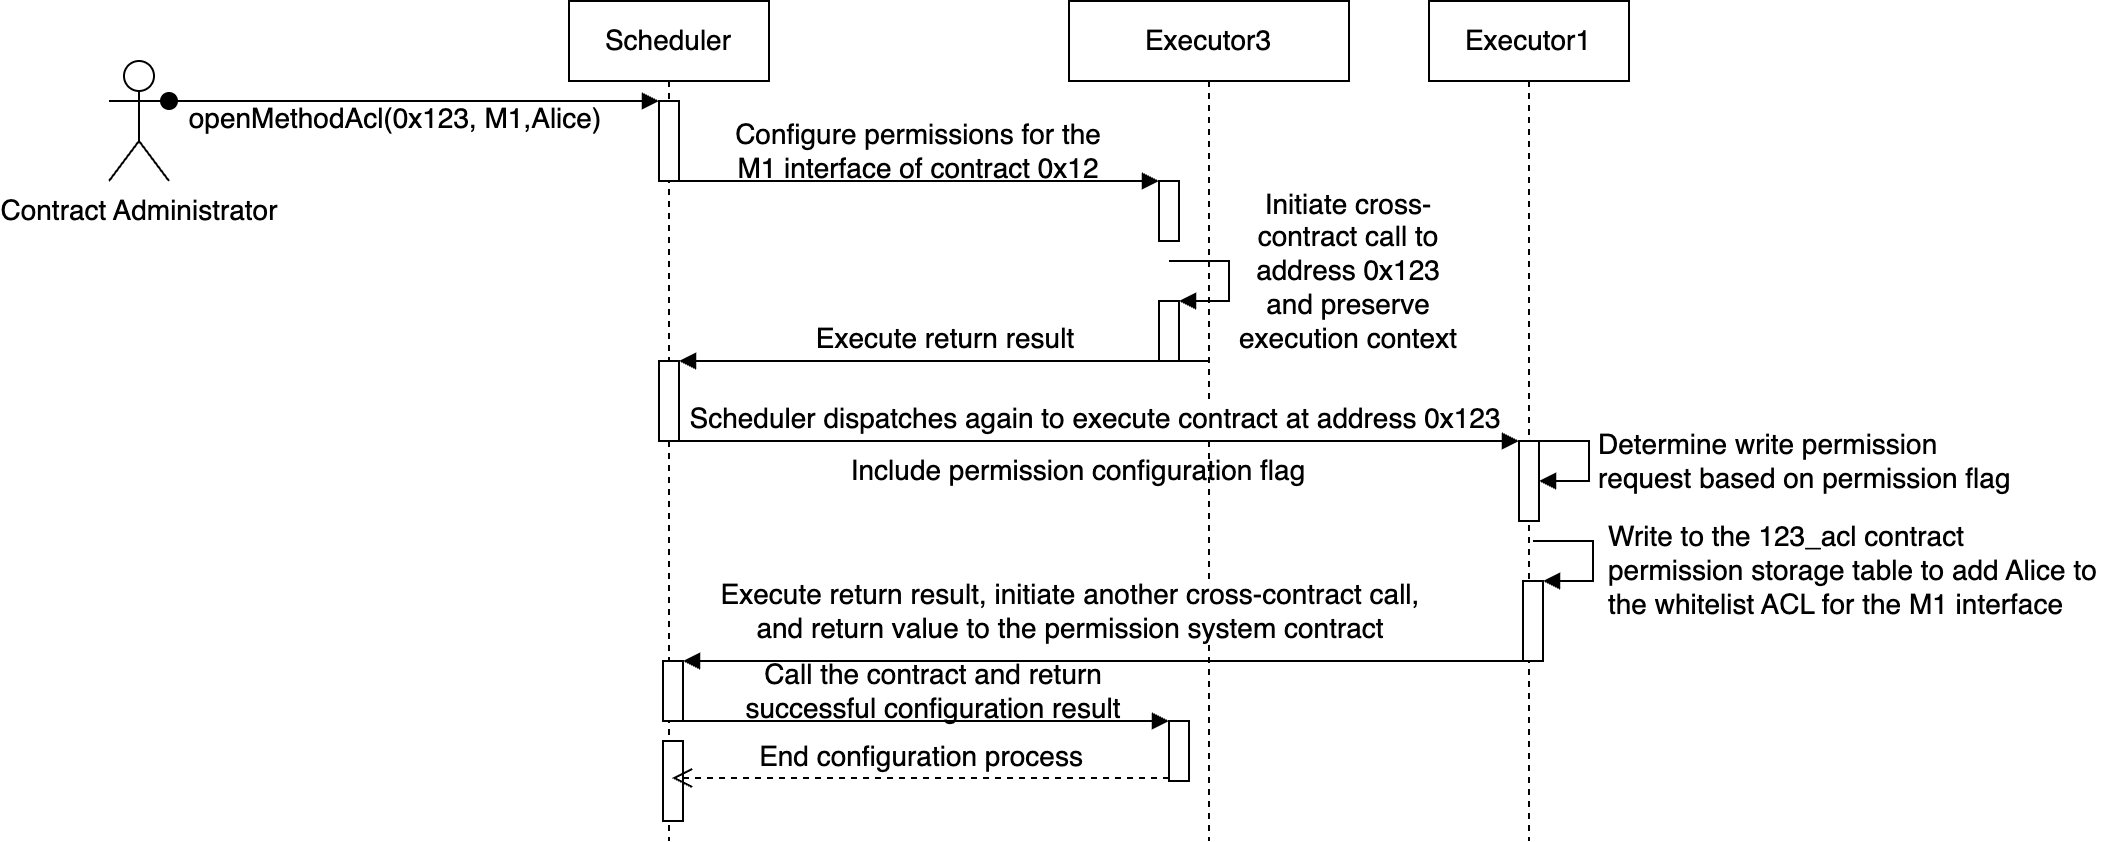 Scheduler
Executor3
Executor1
openMethodAcl(0x123, M1,Alice)
Contract Administrator
Configure permissions for the
M1 interface of contract 0x12
Initiate cross-
contract call to
address 0x123
and preserve
execution context
Execute return result
Scheduler dispatches again to execute contract at address 0x123
Include permission configuration flag
Determine write permission
request based on permission flag
Write to the 123_acl contract
permission storage table to add Alice to
the whitelist ACL for the M1 interface
Execute return result, initiate another cross-contract call,
and return value to the permission system contract
Call the contract and return
successful configuration result
End configuration process